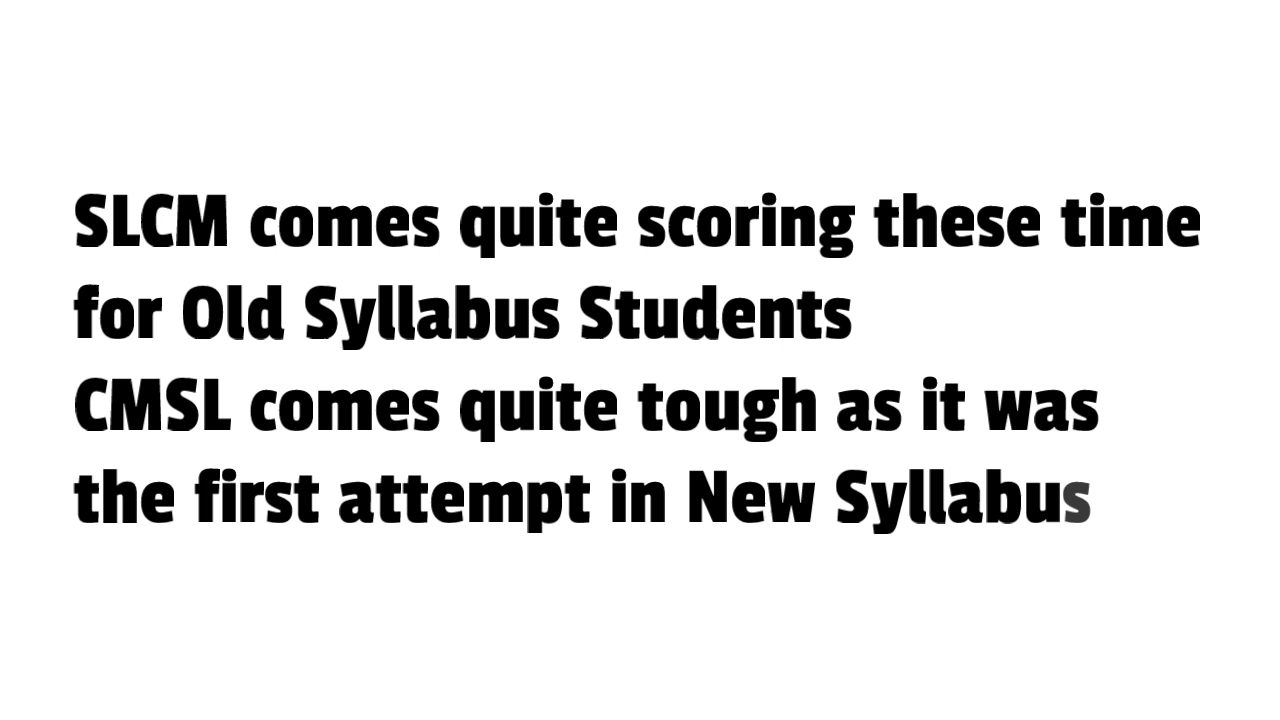 SLCM comes quite scoring these time
for Old Syllabus Students
CMSL comes quite tough as it was
the first attempt in New Syllabus